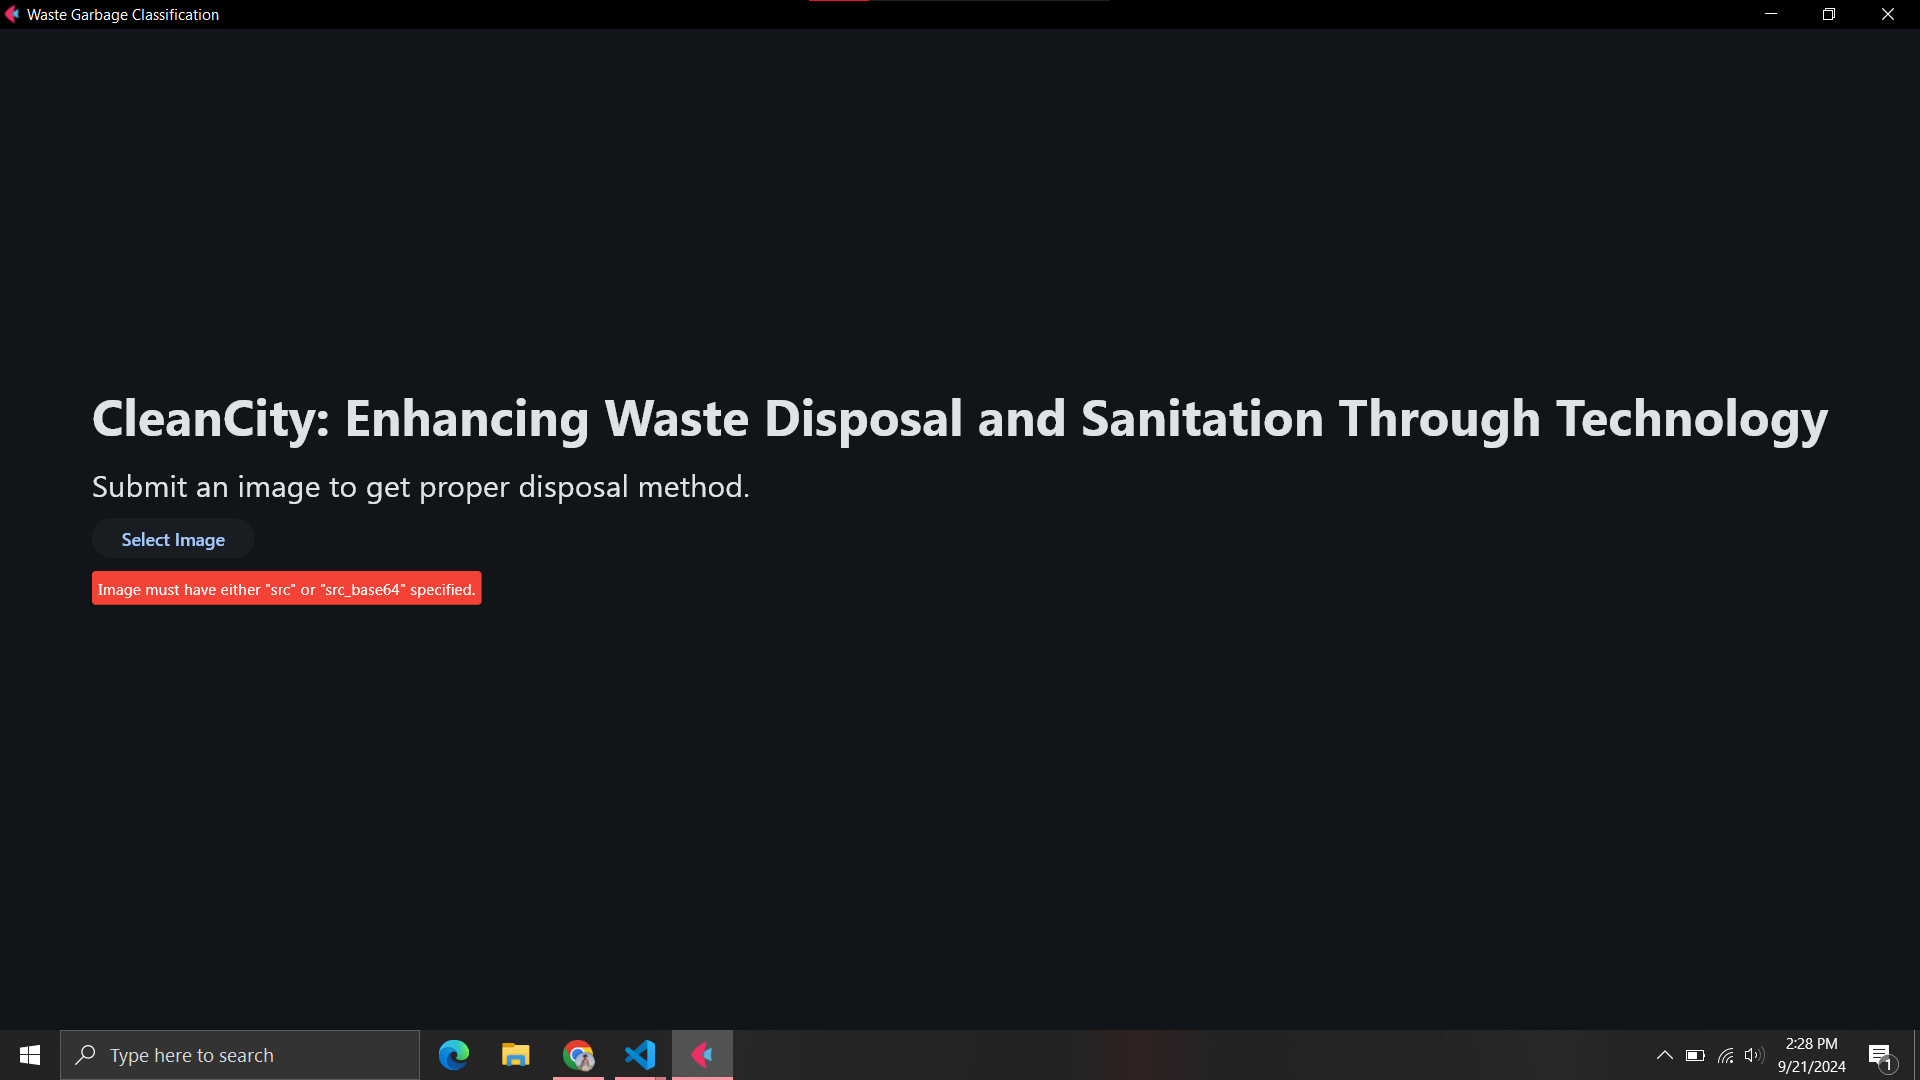 Waste Garbage Classification
CleanCity: Enhancing Waste Disposal and Sanitation Through Technology
Submit an image to get proper disposal method.
Select Image
Image must have either "src" or "src_base64" specified.
Type here to search
2:28 PM
9/21/2024
1